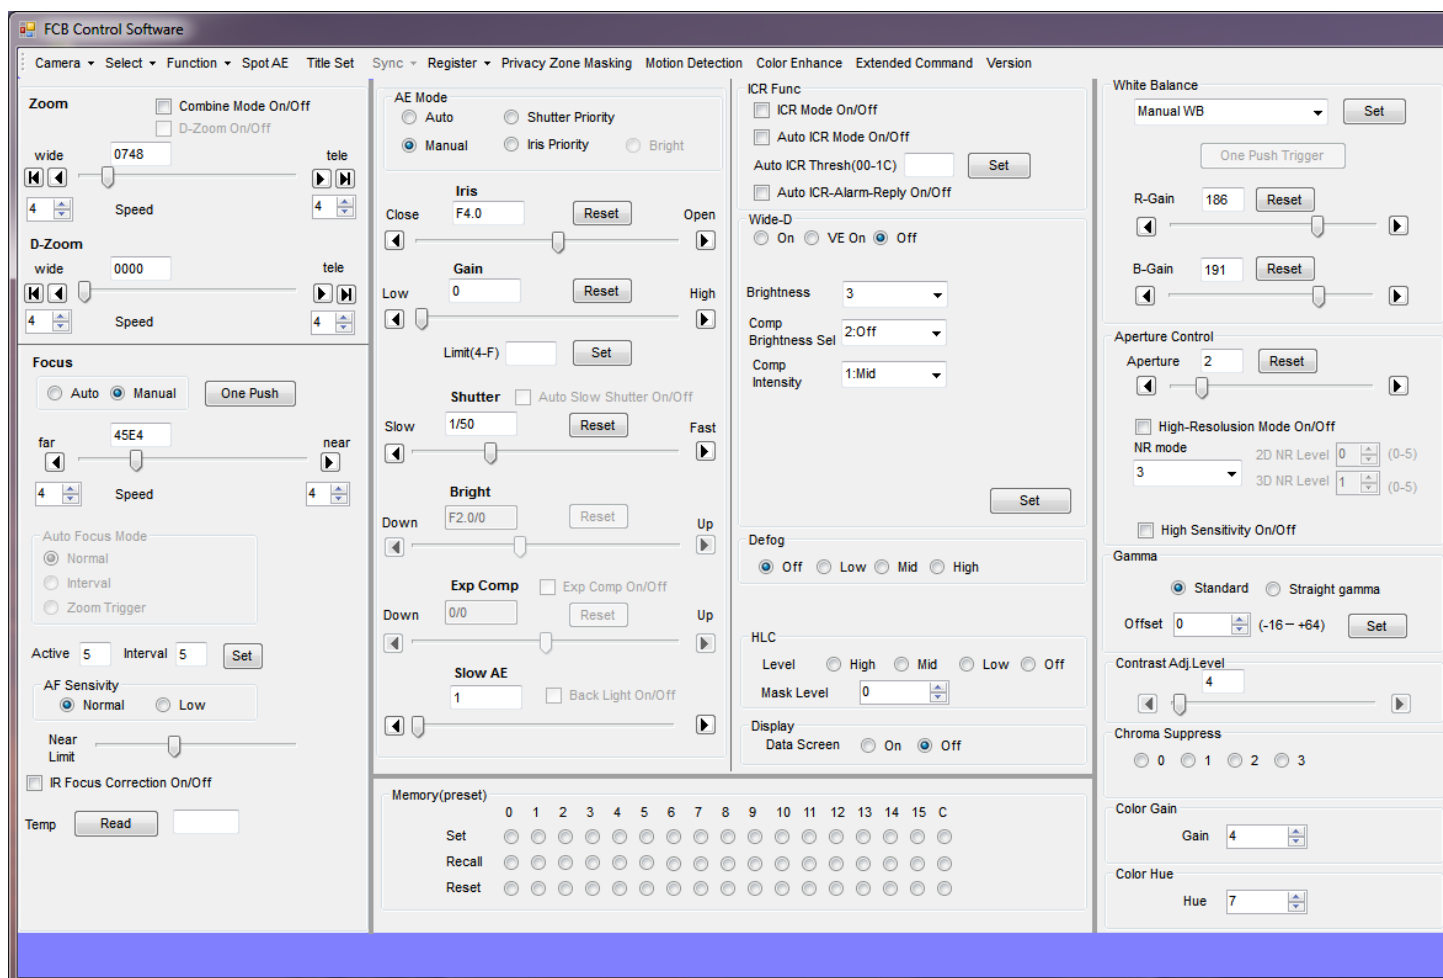 FCB Control Software
Camera Select Function Spot AE Title Set Sync Register Privacy Zone Masking Motion Detection Color Enhance Extended Command Version
Zoom
Combine Mode On/Off
D-Zoom On/Off
wide 0748 tele
4 Speed 4
D-Zoom
wide 0000 tele
4 Speed 4
Focus
Auto Manual One Push
far 45E4 near
4 Speed 4
Auto Focus Mode
Normal
Interval
Zoom Trigger
Active 5 Interval 5 Set
AF Sensivity
Normal Low
Near
Limit
IR Focus Correction On/Off
Temp Read
AE Mode
Auto Shutter Priority
Manual Iris Priority Bright
Iris
Close F4.0 Reset Open
Gain
Low 0 Reset High
Limit(4-F) Set
Shutter Auto Slow Shutter On/Off
Slow 1/50 Reset Fast
Bright
Down F2.0/0 Reset Up
Exp Comp Exp Comp On/Off
Down 0/0 Reset Up
Slow AE
1 Back Light On/Off
ICR Func
ICR Mode On/Off
Auto ICR Mode On/Off
Auto ICR Thresh(00-1C) Set
Auto ICR-Alarm-Reply On/Off
Wide-D
On VE On Off
Brightness 3
Comp
Brightness Sel 2:Off
Comp
Intensity 1:Mid
Set
Defog
Off Low Mid High
HLC
Level High Mid Low Off
Mask Level 0
Display
Data Screen On Off
Memory(preset)
0 1 2 3 4 5 6 7 8 9 10 11 12 13 14 15 C
Set
Recall
Reset
White Balance
Manual WB Set
One Push Trigger
R-Gain 186 Reset
B-Gain 191 Reset
Aperture Control
Aperture 2 Reset
High-Resolusion Mode On/Off
NR mode
3
2D NR Level 0 (0-5)
3D NR Level 1 (0-5)
High Sensitivity On/Off
Gamma
Standard Straight gamma
Offset 0 (-16－ +64) Set
Contrast Adj.Level
4
Chroma Suppress
0 1 2 3
Color Gain
Gain 4
Color Hue
Hue 7